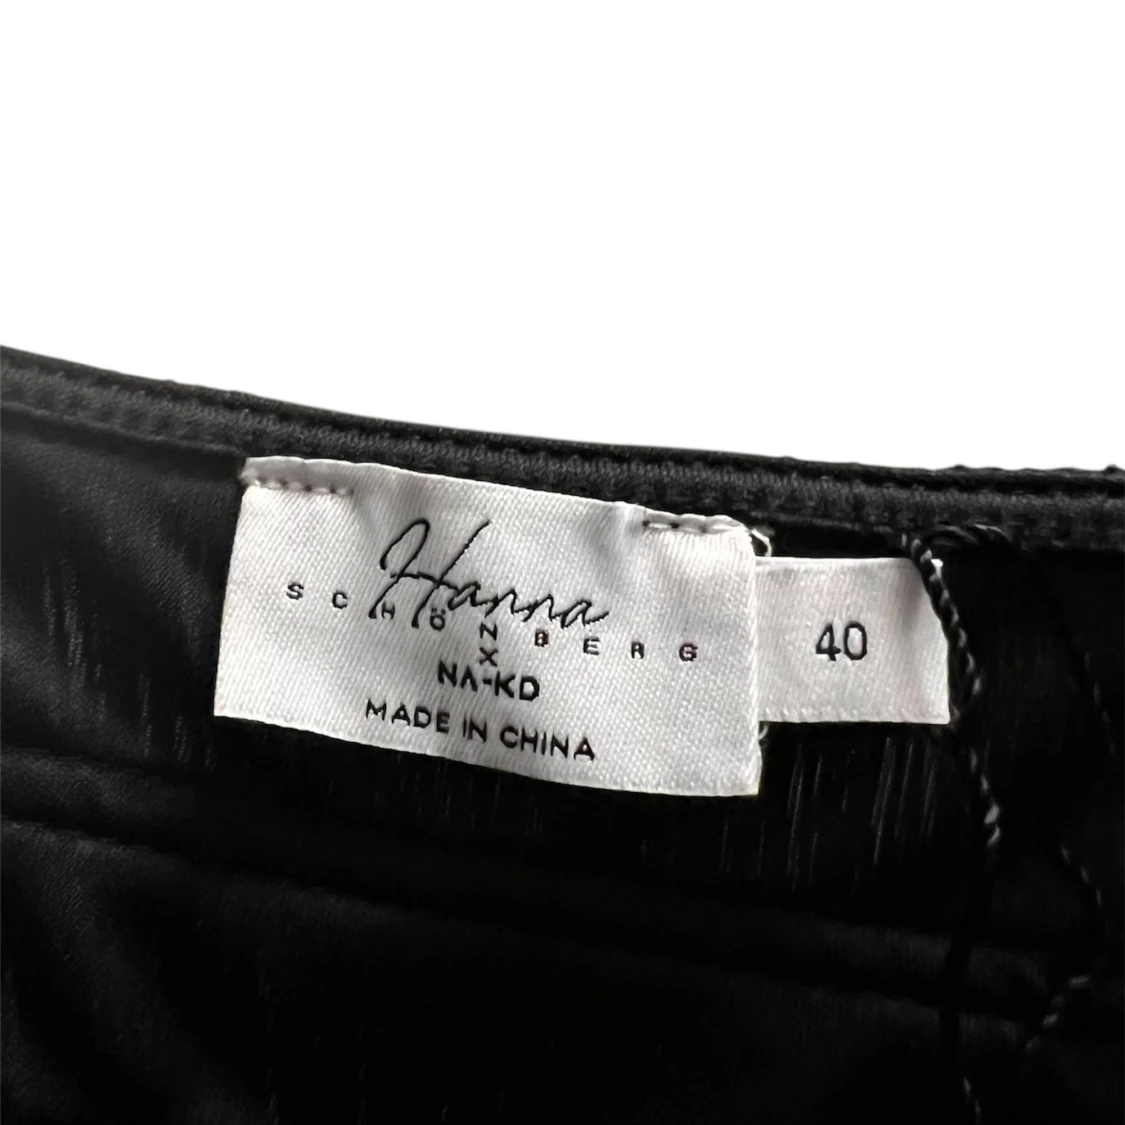 Hanna
SCHÖNBERG
X
NA-KD
MADE IN CHINA
40